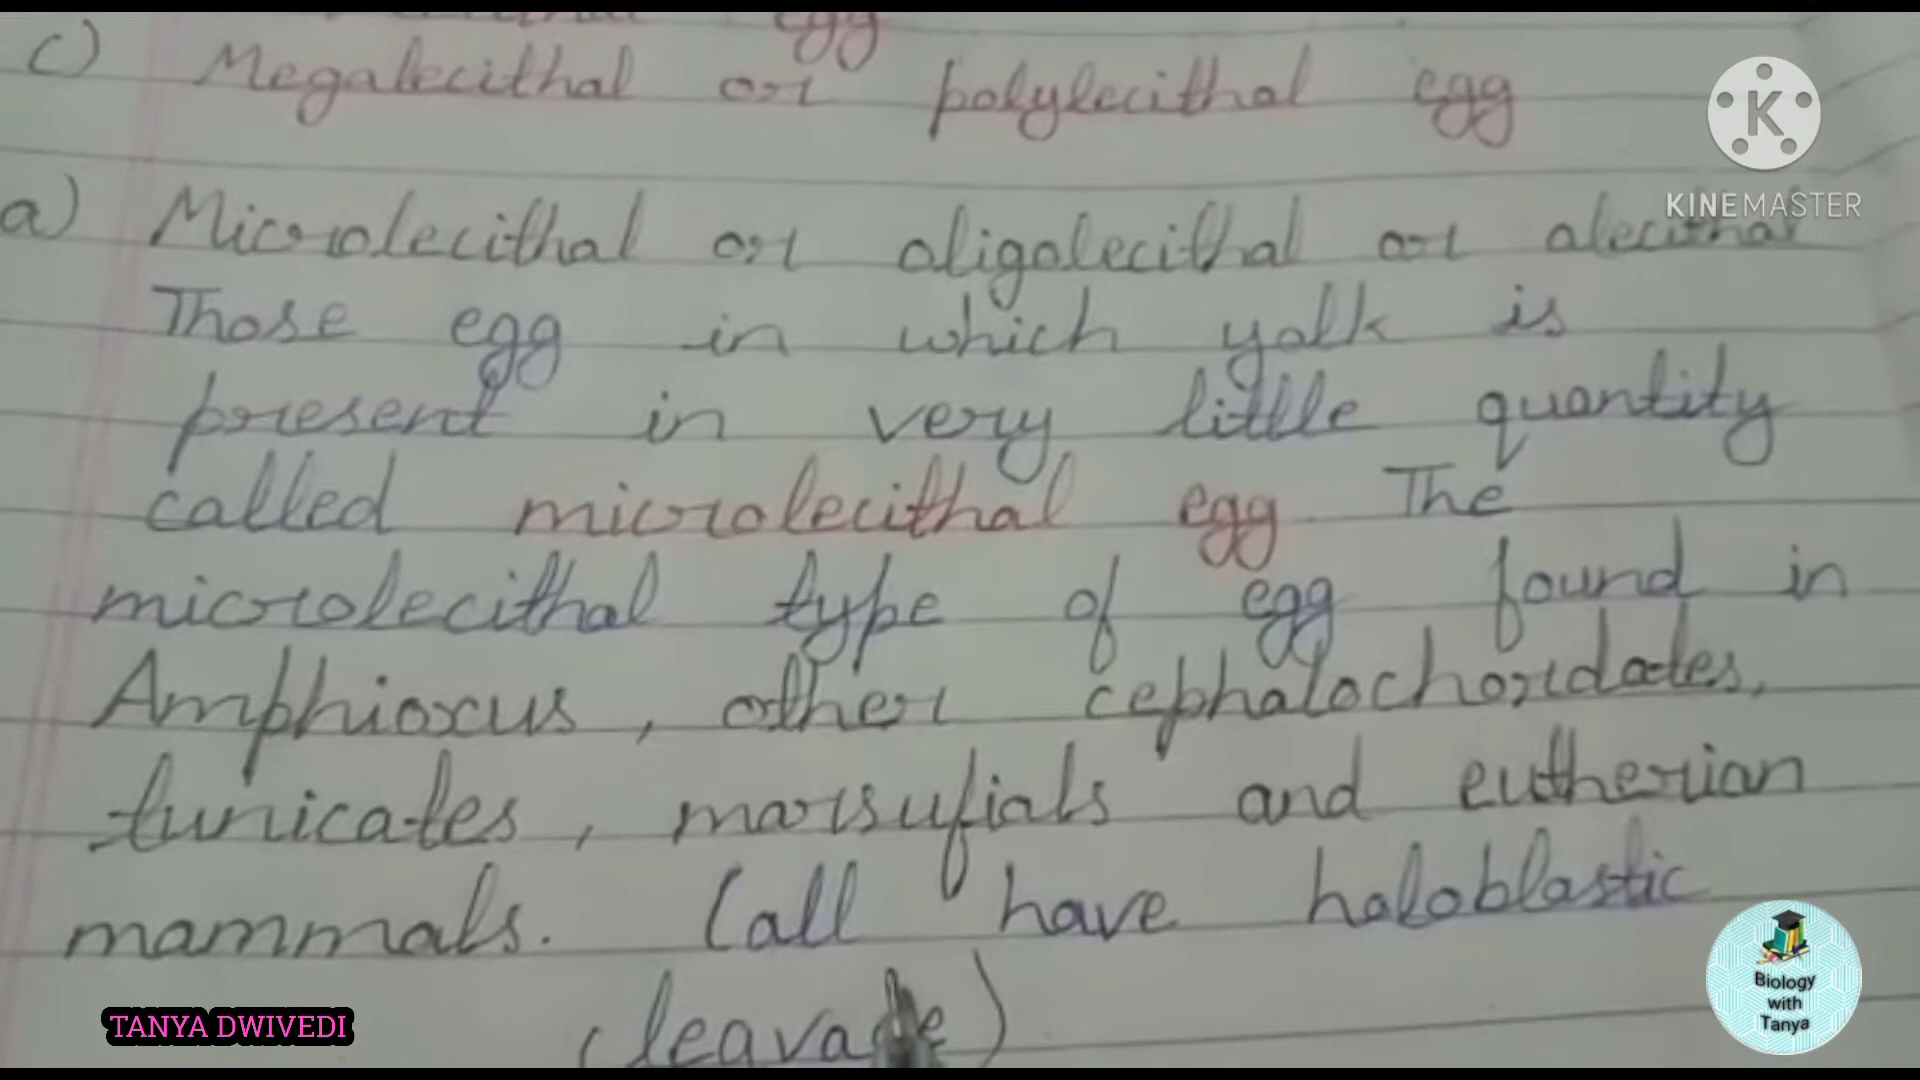 egg
c) Megalecithal or polylecithal egg
a) Microlecithal or oligolecithal or alecithal
Those egg in which yolk is
present in very little quantity
called microlecithal egg The
microlecithal type of egg found in
Amphioxus, other cephalochordates,
tunicates, marsupials and eutherian
mammals. (all have holoblastic
cleavage)
KINEMASTER
K
TANYA DWIVEDI
Biology
with
Tanya